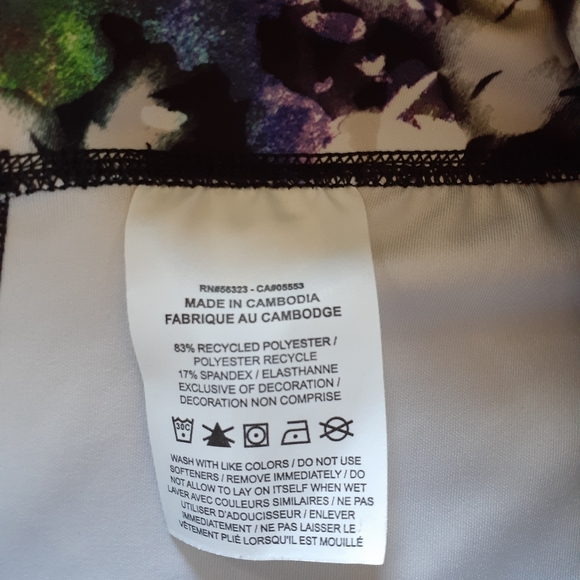 RN#56323 - CA#05553
MADE IN CAMBODIA
FABRIQUE AU CAMBODGE
83% RECYCLED POLYESTER /
POLYESTER RECYCLE
17% SPANDEX / ELASTHANNE
EXCLUSIVE OF DECORATION /
DECORATION NON COMPRISE
30C
WASH WITH LIKE COLORS / DO NOT USE
SOFTENERS / REMOVE IMMEDIATELY / DO
NOT ALLOW TO LAY ON ITSELF WHEN WET
LAVER AVEC COULEURS SIMILAIRES / NE PAS
UTILISER D'ADOUCISSEUR / ENLEVER
IMMÉDIATEMENT / NE PAS LAISSER LE
VÊTEMENT PLIÉ LORSQU'IL EST MOUILLÉ